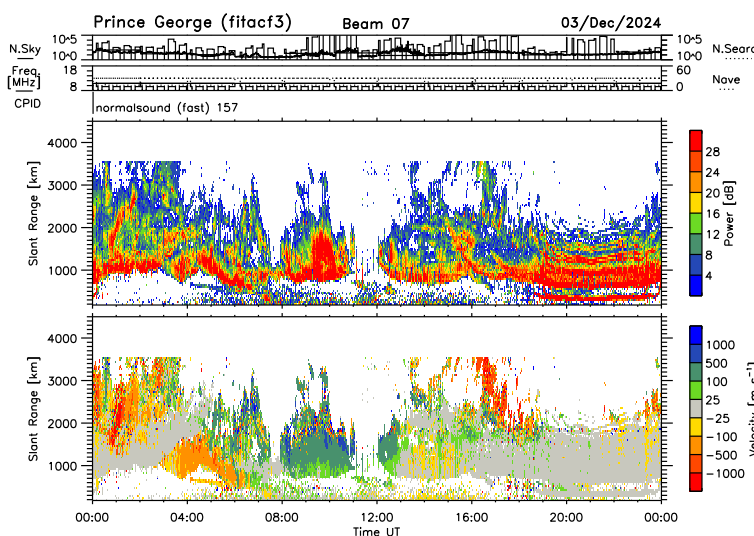 Prince George (fitacf3) Beam 07 03/Dec/2024
N.Sky 10^5 10^0 10^5 10^0 N.Sear
Freq. [MHz] 18 8 60 0 Nave
CPID normalsound (fast) 157
Slant Range [km] 4000 3000 2000 1000
28 24 20 16 12 8 4 Power [dB]
Slant Range [km] 4000 3000 2000 1000
1000 500 100 25 -25 -100 -500 -1000 Velocity [m s⁻¹]
00:00 04:00 08:00 12:00 16:00 20:00 00:00
Time UT